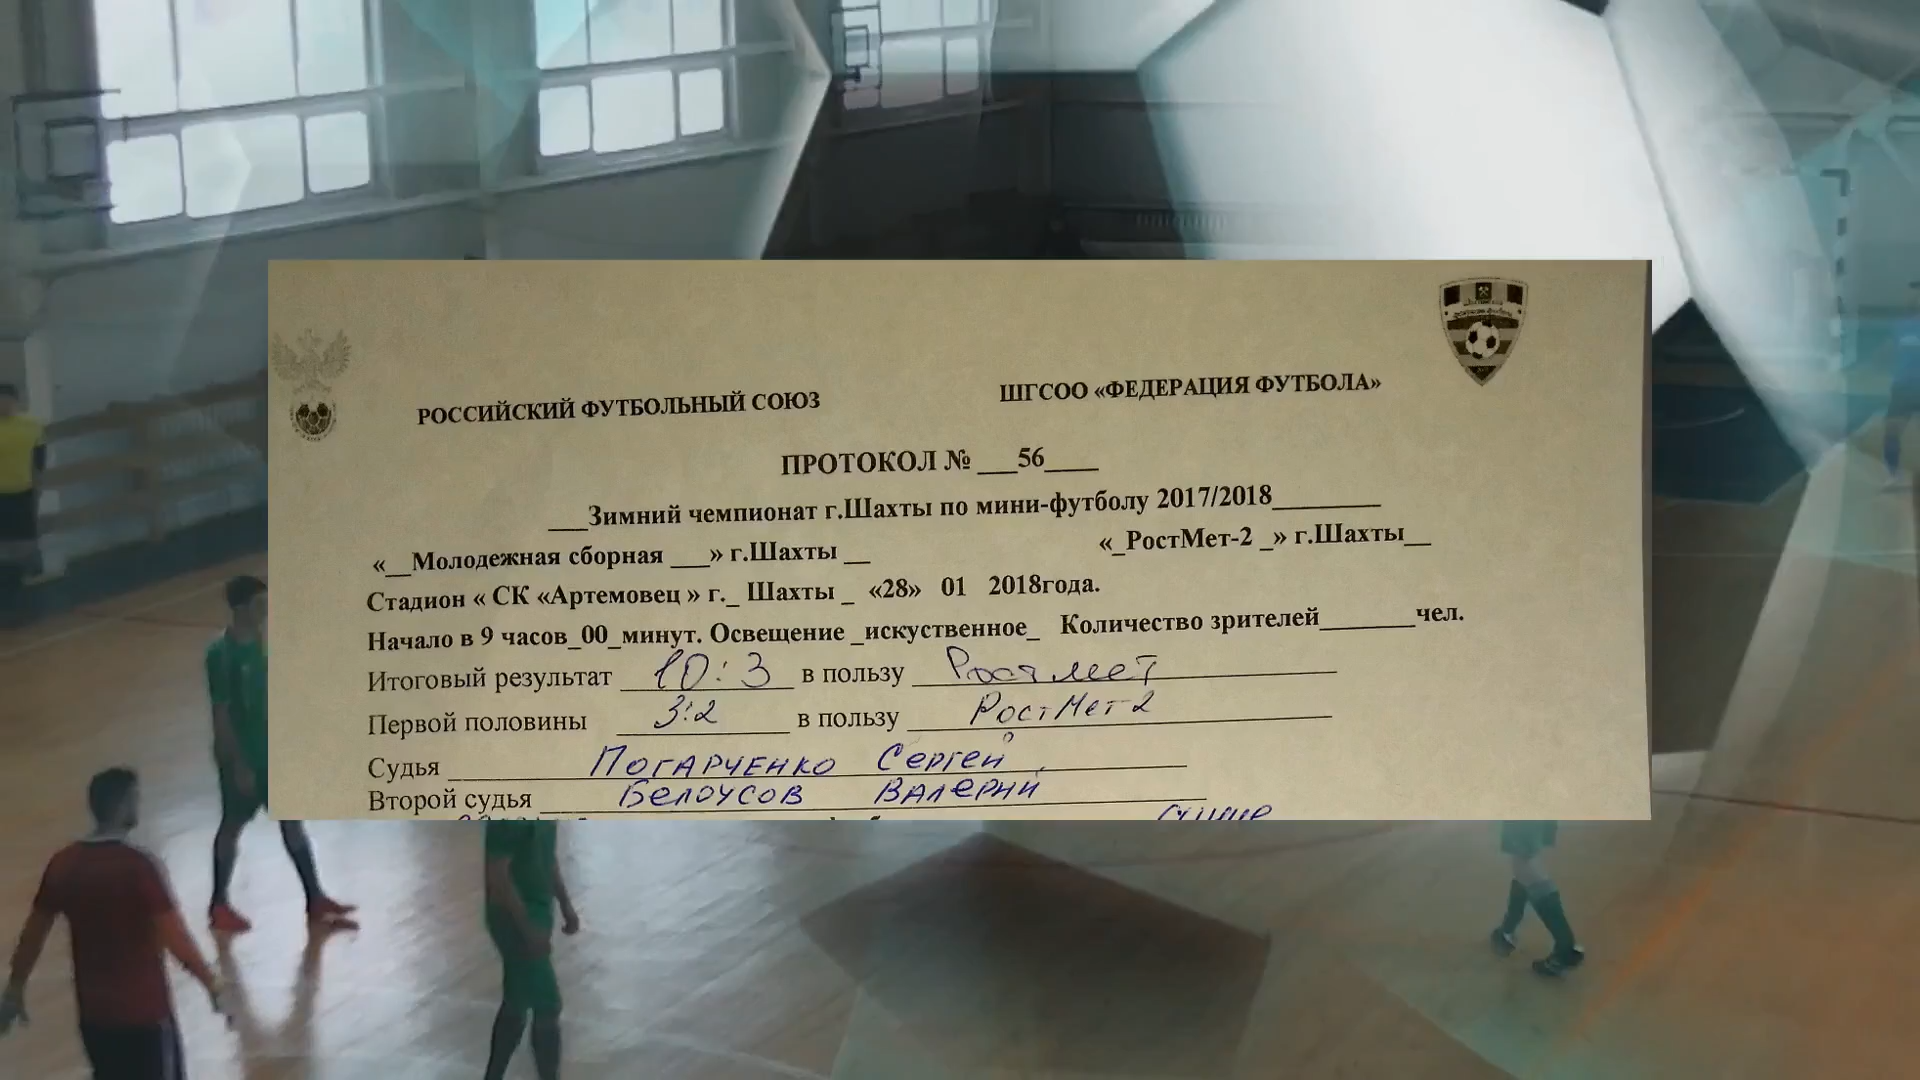 РОССИЙСКИЙ ФУТБОЛЬНЫЙ СОЮЗ ШГСОО «ФЕДЕРАЦИЯ ФУТБОЛА»
ПРОТОКОЛ № ___56____
___Зимний чемпионат г.Шахты по мини-футболу 2017/2018________
«__Молодежная сборная ___» г.Шахты __ «_РостМет-2 _» г.Шахты__
Стадион « СК «Артемовец » г._ Шахты _ «28» 01 2018года.
Начало в 9 часов_00_минут. Освещение _искуственное_ Количество зрителей_______чел.
Итоговый результат 10:3 в пользу Ростмет
Первой половины 3:2 в пользу РостМет-2
Судья Погарченко Сергей
Второй судья Белоусов Валерий